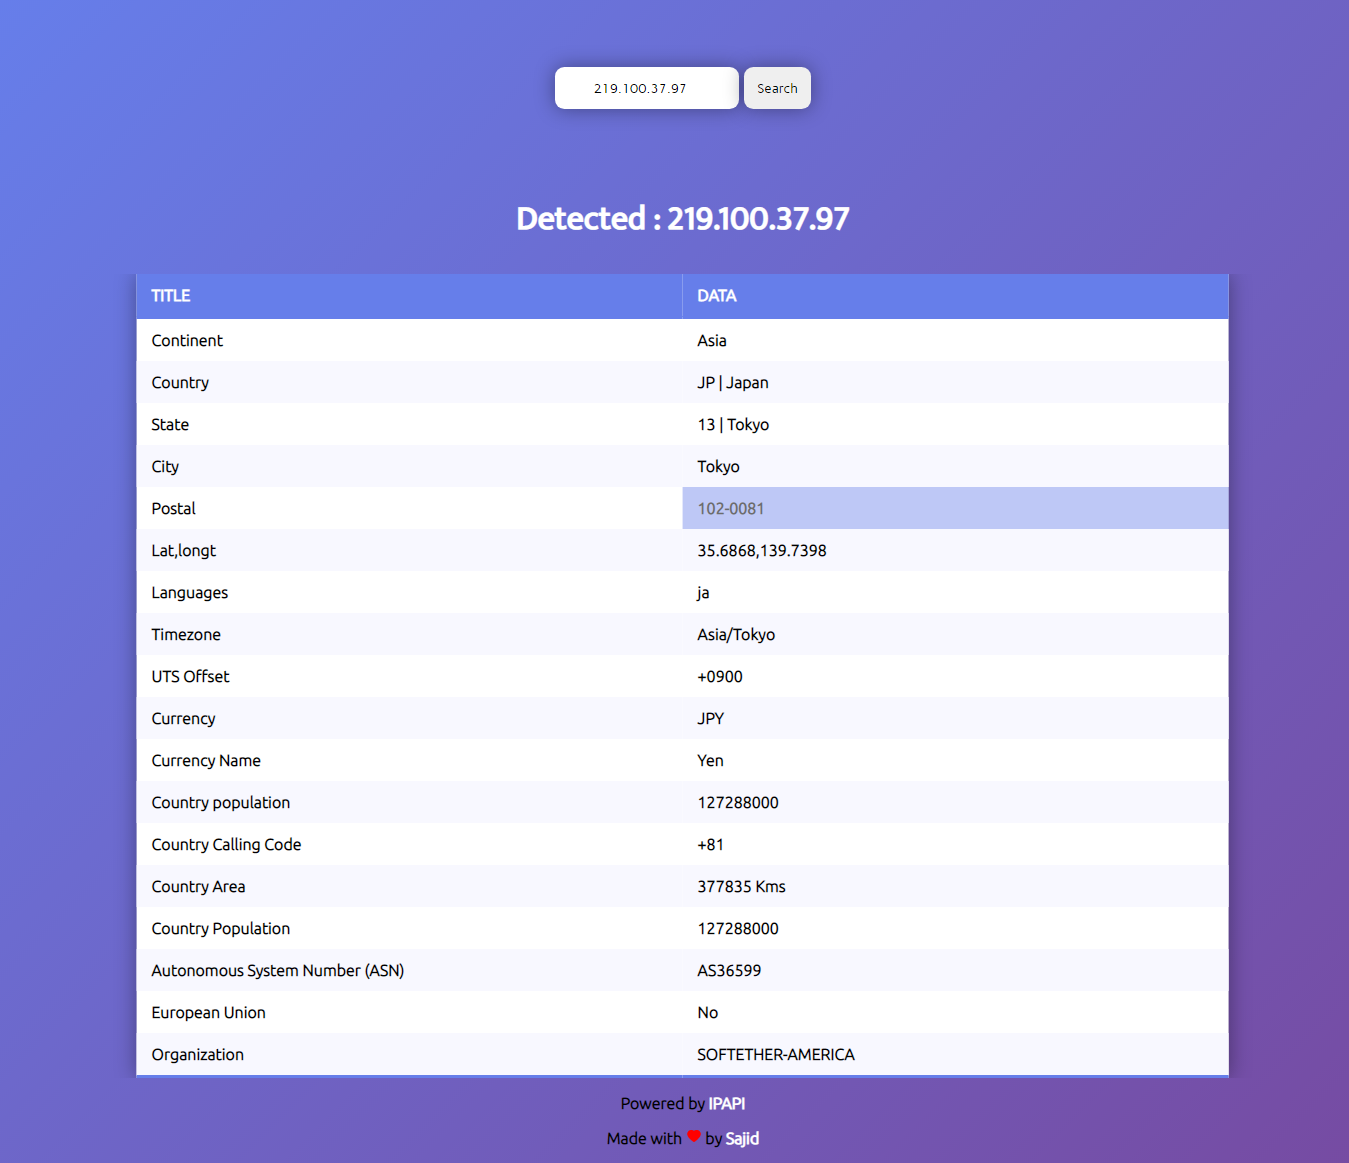 219.100.37.97 Search
Detected : 219.100.37.97
TITLE DATA
Continent Asia
Country JP | Japan
State 13 | Tokyo
City Tokyo
Postal 102-0081
Lat,longt 35.6868,139.7398
Languages ja
Timezone Asia/Tokyo
UTS Offset +0900
Currency JPY
Currency Name Yen
Country population 127288000
Country Calling Code +81
Country Area 377835 Kms
Country Population 127288000
Autonomous System Number (ASN) AS36599
European Union No
Organization SOFTETHER-AMERICA
Powered by IPAPI
Made with ❤ by Sajid